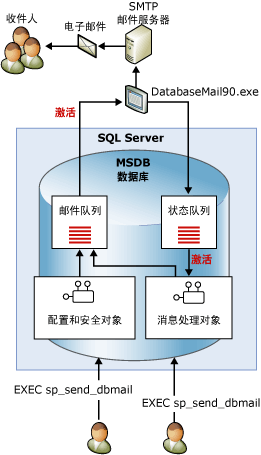 收件人
电子邮件
SMTP
邮件服务器
DatabaseMail90.exe
激活
SQL Server
MSDB
数据库
邮件队列
状态队列
激活
配置和安全对象
消息处理对象
EXEC sp_send_dbmail
EXEC sp_send_dbmail